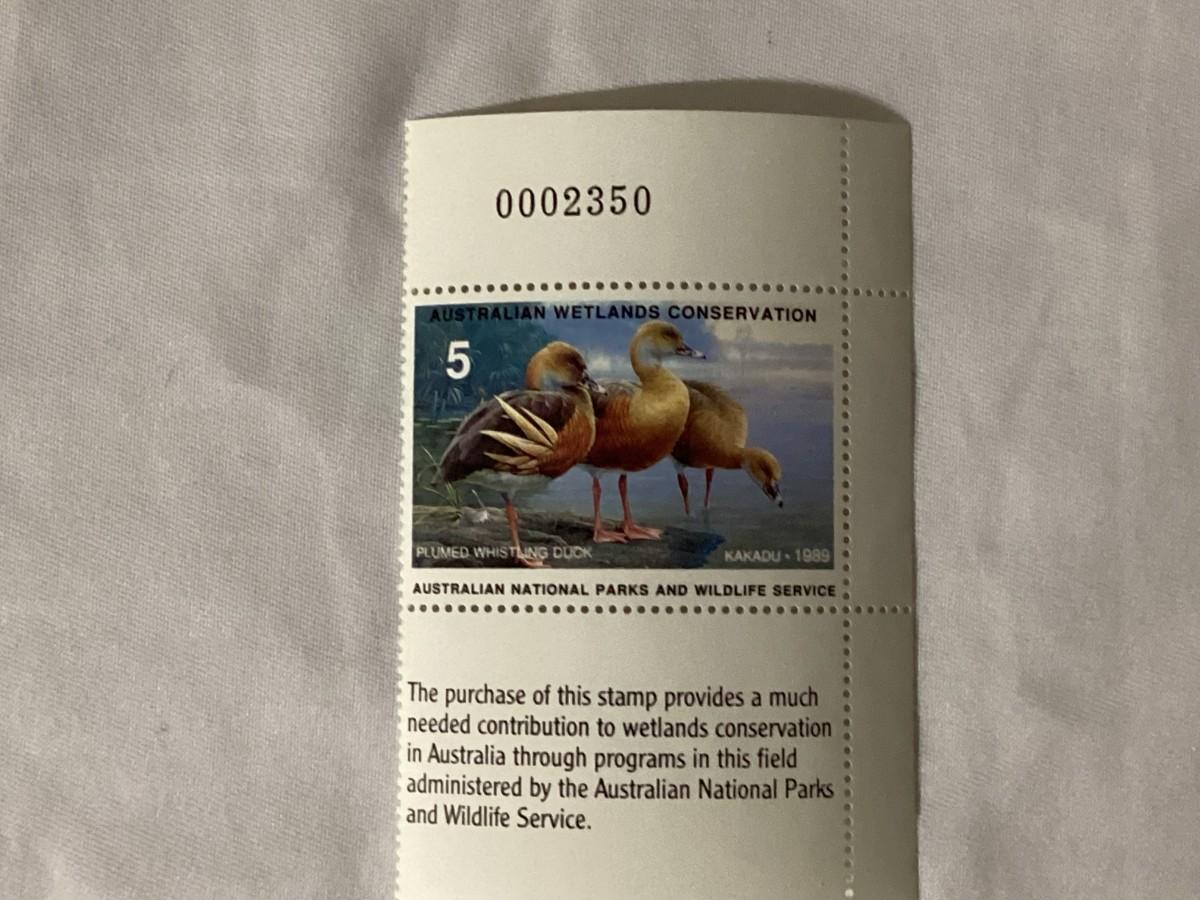 0002350
AUSTRALIAN WETLANDS CONSERVATION
5
PLUMED WHISTLING DUCK
KAKADU • 1989
AUSTRALIAN NATIONAL PARKS AND WILDLIFE SERVICE
The purchase of this stamp provides a much
needed contribution to wetlands conservation
in Australia through programs in this field
administered by the Australian National Parks
and Wildlife Service.